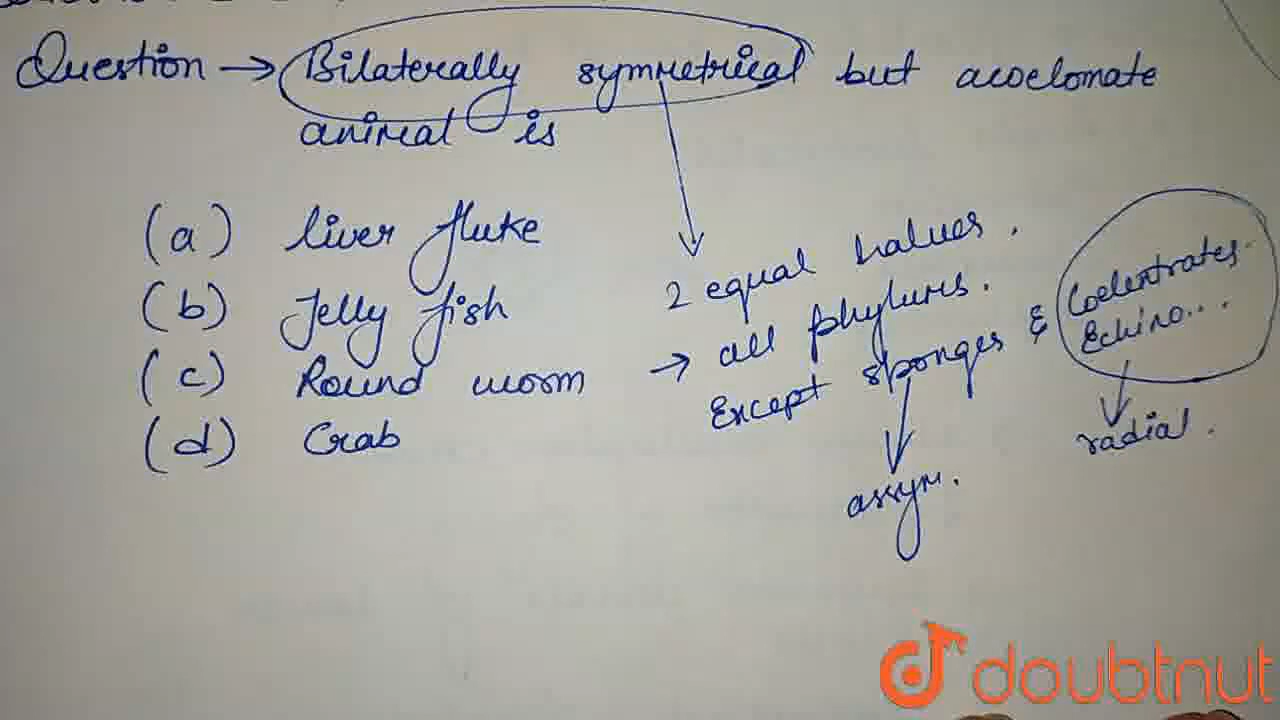 Question → Bilaterally symmetrical but acoelomate
animal is
(a) liver fluke
(b) Jelly fish
(c) Round worm
(d) Crab
2 equal halves.
→ all phylums.
Except sponges & Coelentrates.
Echino...
assym.
radial.
doubtnut